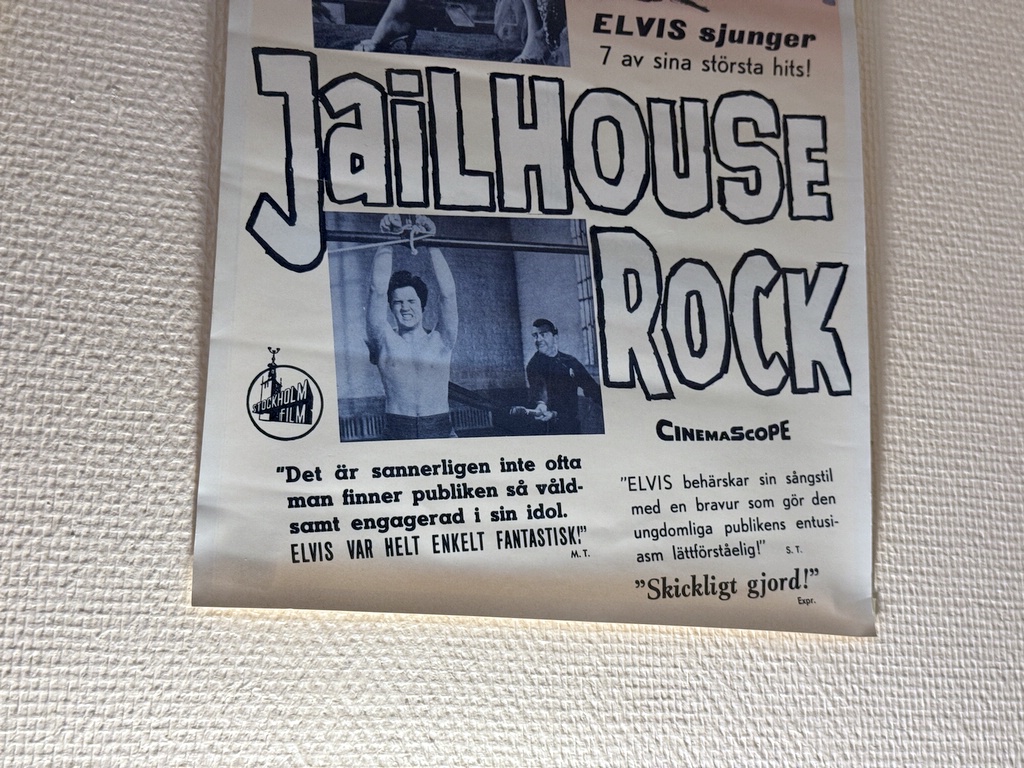 ELVIS sjunger
7 av sina största hits!
JaiLHOUSE
ROCK
STOCKHOLM
FILM
CINEMASCOPE
"Det är sannerligen inte ofta
man finner publiken så våld-
samt engagerad i sin idol.
ELVIS VAR HELT ENKELT FANTASTISK!"
M. T.
"ELVIS behärskar sin sångstil
med en bravur som gör den
ungdomliga publikens entusi-
asm lättförståelig!" S. T.
"Skickligt gjord!"
Expr.